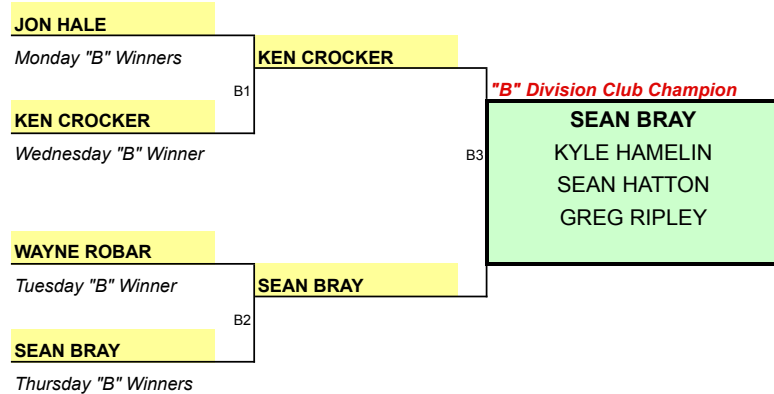 JON HALE
Monday "B" Winners
KEN CROCKER
B1
"B" Division Club Champion
KEN CROCKER
SEAN BRAY
Wednesday "B" Winner
B3
KYLE HAMELIN
SEAN HATTON
GREG RIPLEY
WAYNE ROBAR
Tuesday "B" Winner
SEAN BRAY
B2
SEAN BRAY
Thursday "B" Winners